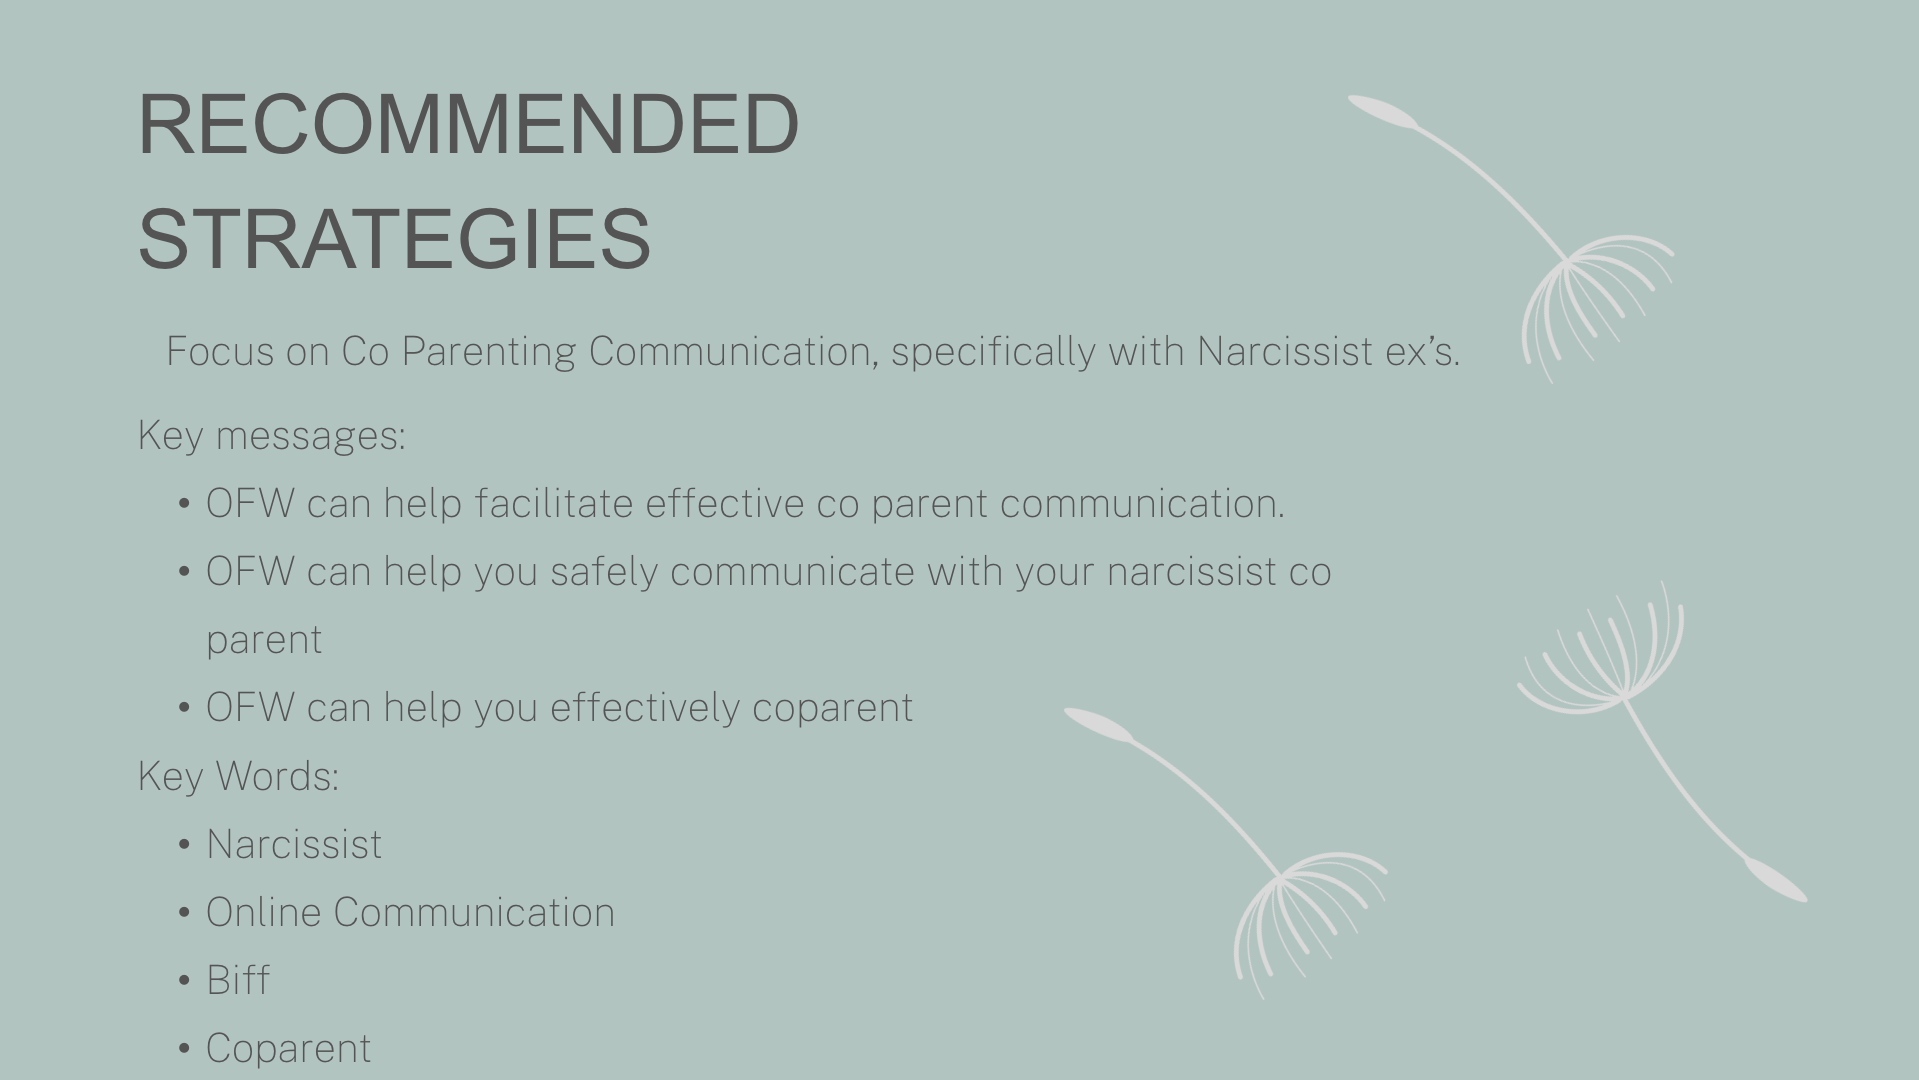 RECOMMENDED
STRATEGIES
Focus on Co Parenting Communication, specifically with Narcissist ex’s.
Key messages:
• OFW can help facilitate effective co parent communication.
• OFW can help you safely communicate with your narcissist co
parent
• OFW can help you effectively coparent
Key Words:
• Narcissist
• Online Communication
• Biff
• Coparent